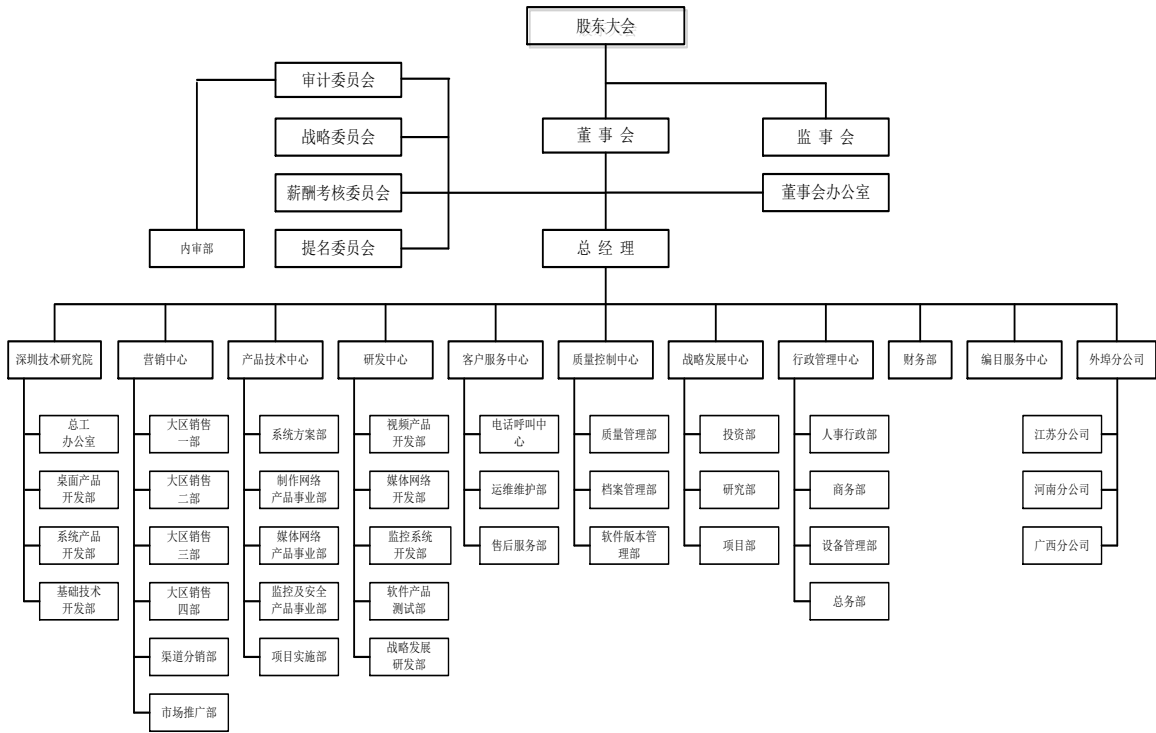 股东大会
审计委员会
战略委员会
董 事 会
监 事 会
薪酬考核委员会
董事会办公室
内审部
提名委员会
总 经 理
深圳技术研究院
营销中心
产品技术中心
研发中心
客户服务中心
质量控制中心
战略发展中心
行政管理中心
财务部
编目服务中心
外埠分公司
总工
办公室
桌面产品
开发部
系统产品
开发部
基础技术
开发部
大区销售
一部
大区销售
二部
大区销售
三部
大区销售
四部
渠道分销部
市场推广部
系统方案部
制作网络
产品事业部
媒体网络
产品事业部
监控及安全
产品事业部
项目实施部
视频产品
开发部
媒体网络
开发部
监控系统
开发部
软件产品
测试部
战略发展
研发部
电话呼叫中
心
运维维护部
售后服务部
质量管理部
档案管理部
软件版本管
理部
投资部
研究部
项目部
人事行政部
商务部
设备管理部
总务部
江苏分公司
河南分公司
广西分公司